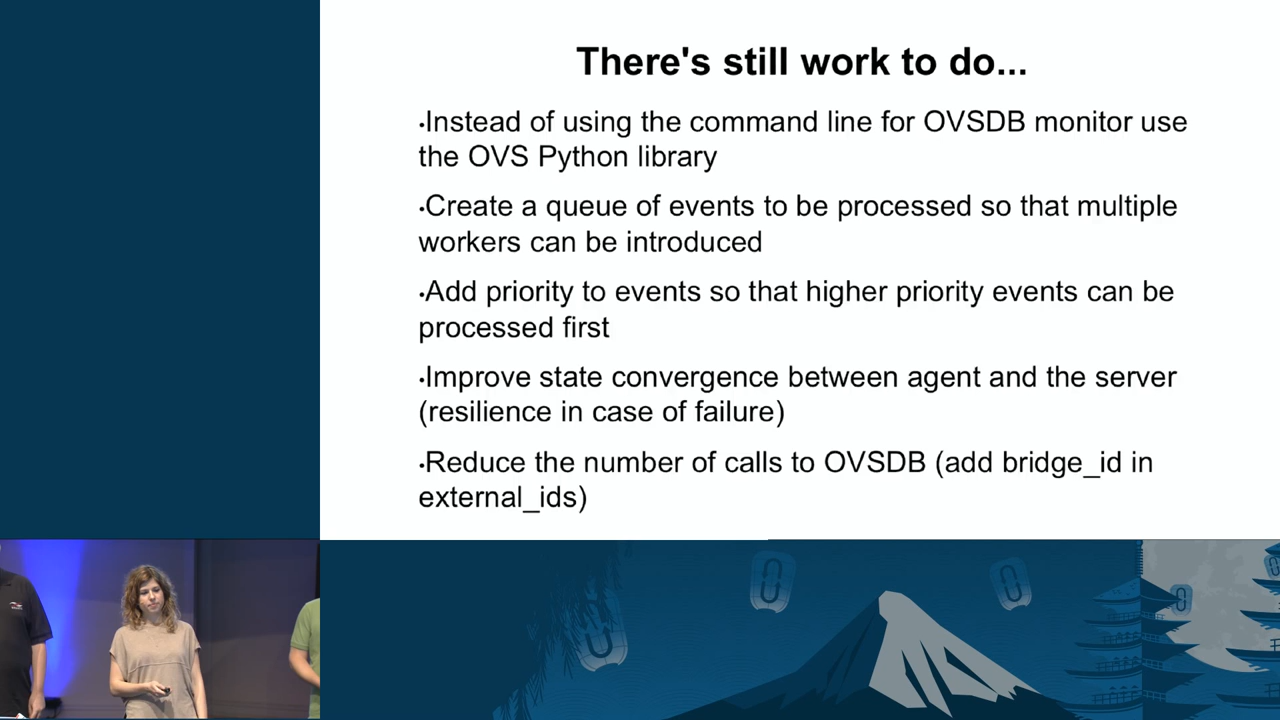 There's still work to do...
•Instead of using the command line for OVSDB monitor use
the OVS Python library
•Create a queue of events to be processed so that multiple
workers can be introduced
•Add priority to events so that higher priority events can be
processed first
•Improve state convergence between agent and the server
(resilience in case of failure)
•Reduce the number of calls to OVSDB (add bridge_id in
external_ids)